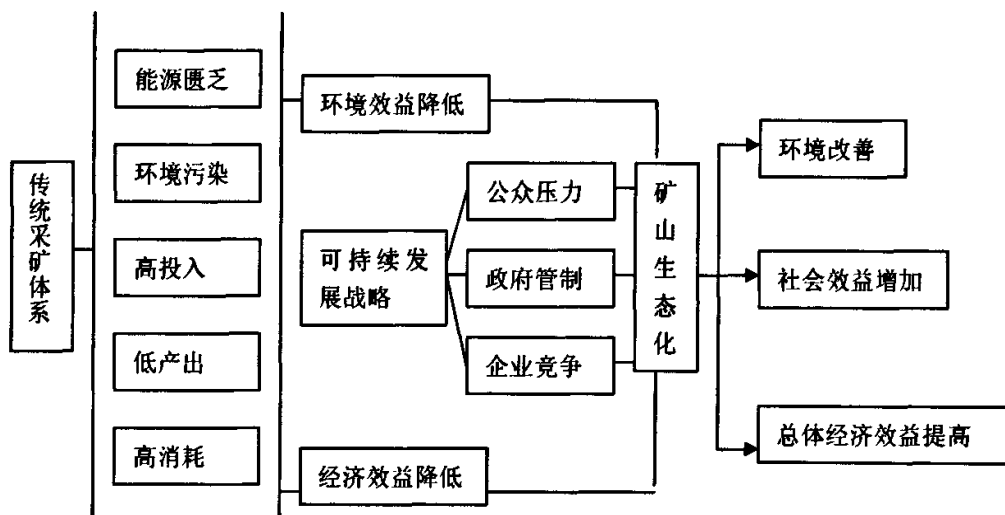 传统采矿体系
能源匮乏
环境污染
高投入
低产出
高消耗
环境效益降低
可持续发
展战略
经济效益降低
公众压力
政府管制
企业竞争
矿山生态化
环境改善
社会效益增加
总体经济效益提高